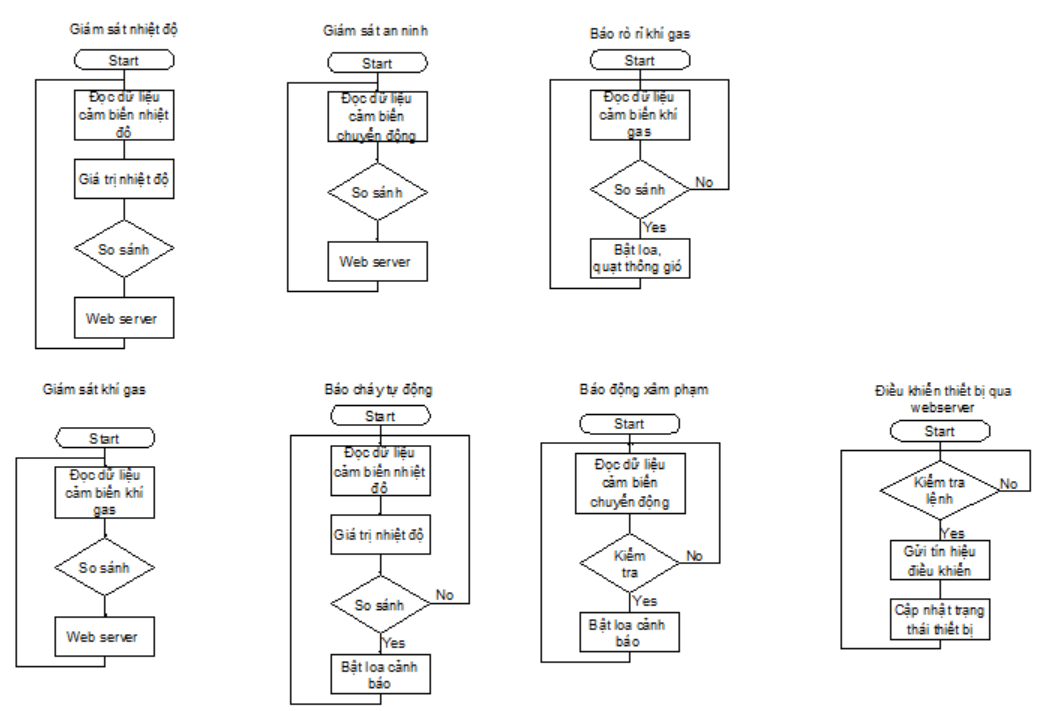 Giám sát nhiệt độ
Start
Đọc dữ liệu
cảm biến nhiệt
độ
Giá trị nhiệt độ
So sánh
Web server
Giám sát an ninh
Start
Đọc dữ liệu
cảm biến
chuyển động
So sánh
Web server
Báo rò rỉ khí gas
Start
Đọc dữ liệu
cảm biến khí
gas
So sánh
No
Yes
Bật loa,
quạt thông gió
Giám sát khí gas
Start
Đọc dữ liệu
cảm biến khí
gas
So sánh
Web server
Báo cháy tự động
Start
Đọc dữ liệu
cảm biến nhiệt
độ
Giá trị nhiệt độ
So sánh
No
Yes
Bật loa cảnh
báo
Báo động xâm phạm
Start
Đọc dữ liệu
cảm biến
chuyển động
Kiểm
tra
No
Yes
Bật loa cảnh
báo
Điều khiển thiết bị qua
webserver
Start
Kiểm tra
lệnh
No
Yes
Gửi tín hiệu
điều khiển
Cập nhật trạng
thái thiết bị